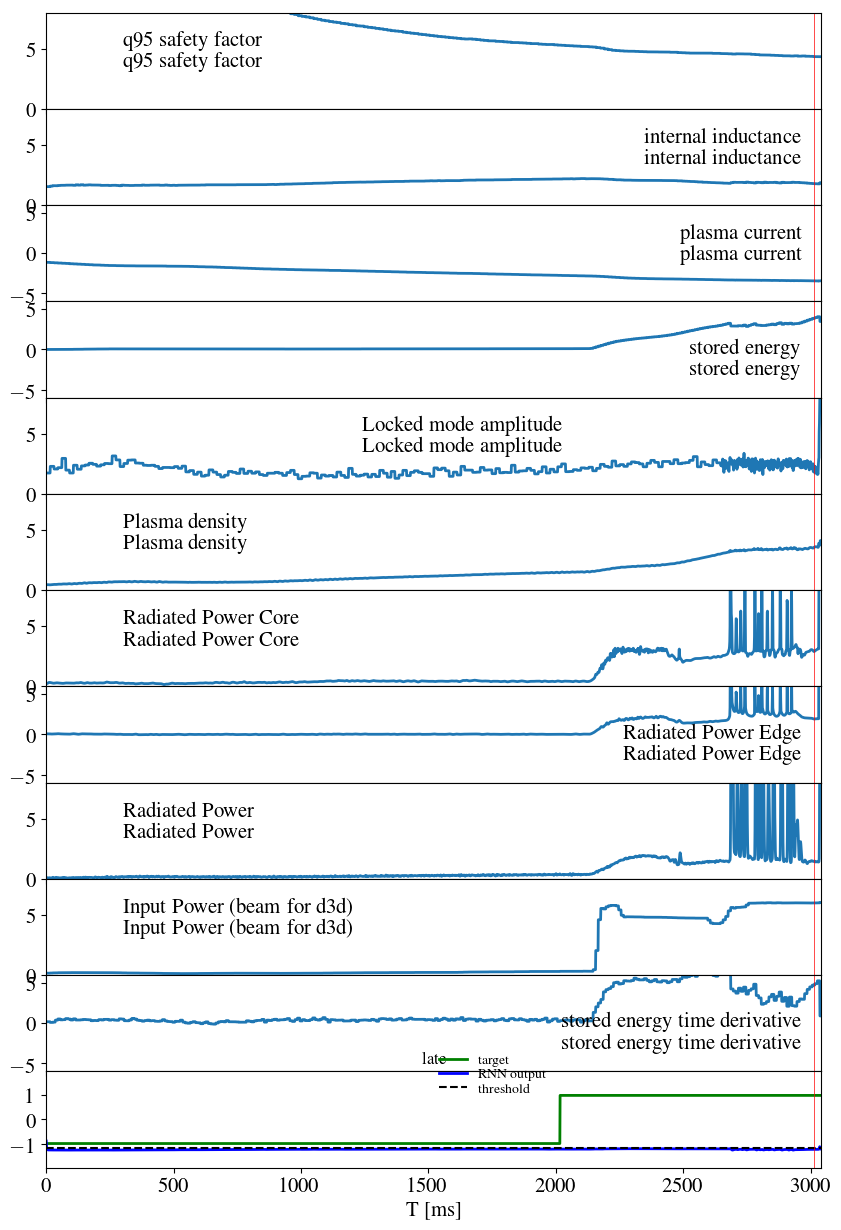 5
q95 safety factor
q95 safety factor
0
5
internal inductance
internal inductance
0
5
plasma current
0
plasma current
−5
5
0
stored energy
stored energy
−5
Locked mode amplitude
5
Locked mode amplitude
0
Plasma density
5
Plasma density
0
Radiated Power Core
5
Radiated Power Core
0
5
0
Radiated Power Edge
Radiated Power Edge
−5
Radiated Power
5
Radiated Power
0
Input Power (beam for d3d)
5
Input Power (beam for d3d)
0
5
0
stored energy time derivative
stored energy time derivative
−5
late
target
RNN output
threshold
1
0
−1
0 500 1000 1500 2000 2500 3000
T [ms]